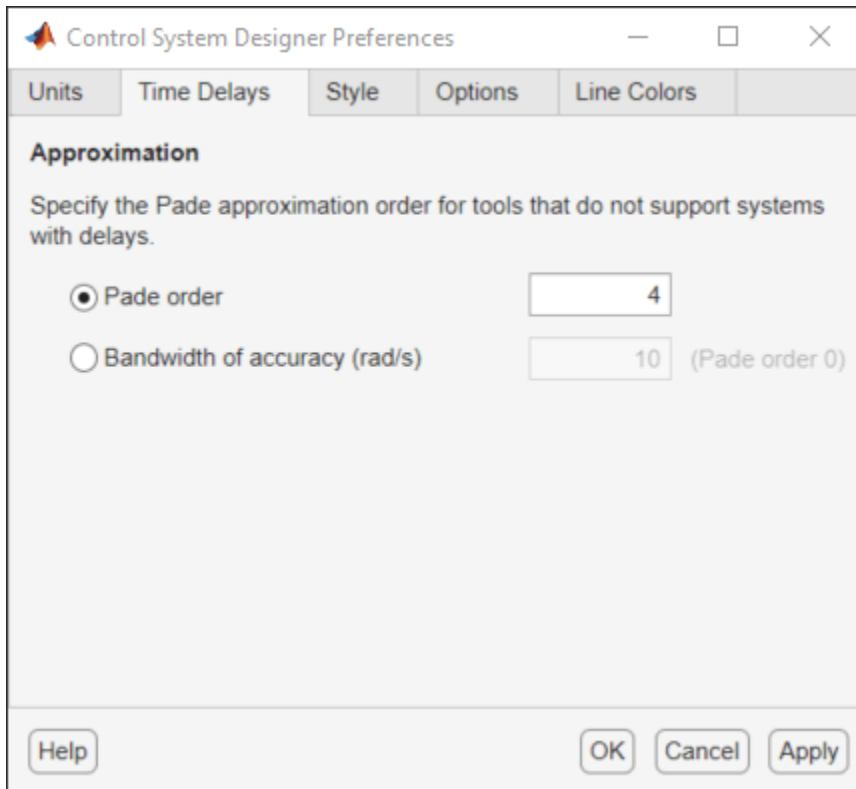 Control System Designer Preferences
Units Time Delays Style Options Line Colors
Approximation
Specify the Pade approximation order for tools that do not support systems
with delays.
Pade order 4
Bandwidth of accuracy (rad/s) 10 (Pade order 0)
Help OK Cancel Apply